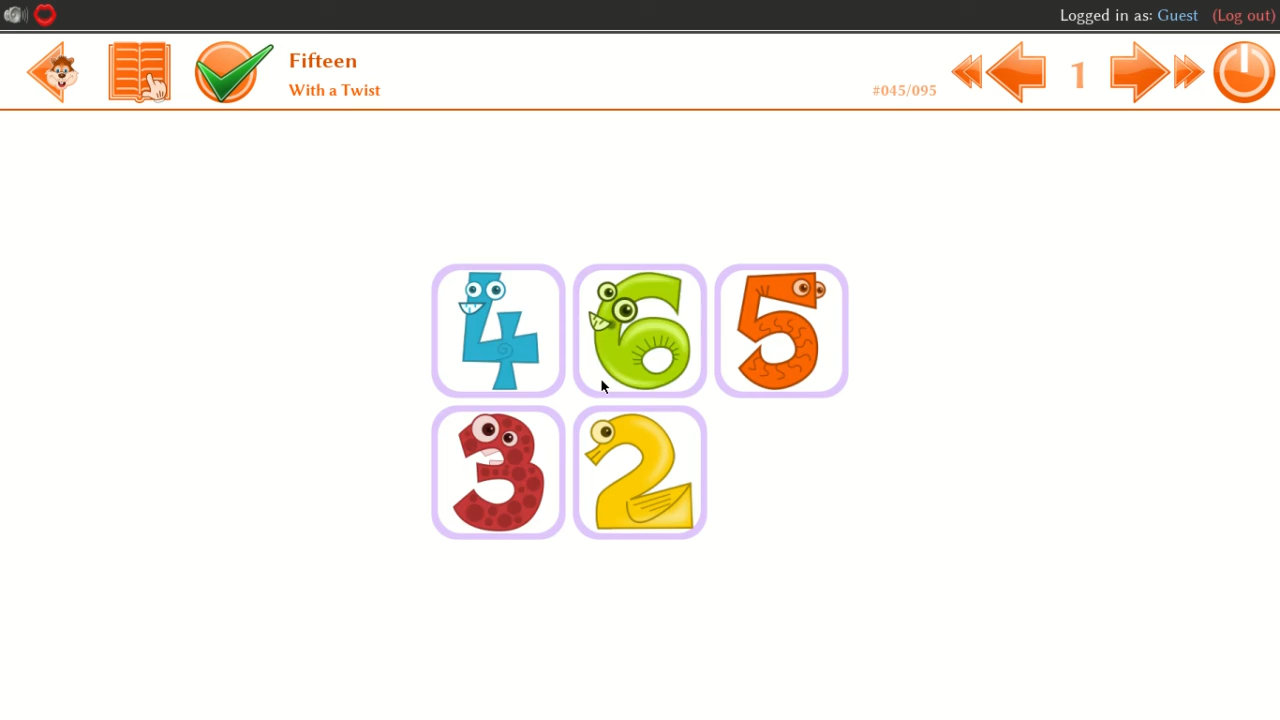 Logged in as: Guest (Log out)
Fifteen
With a Twist
#045/095
1
4 6 5
3 2